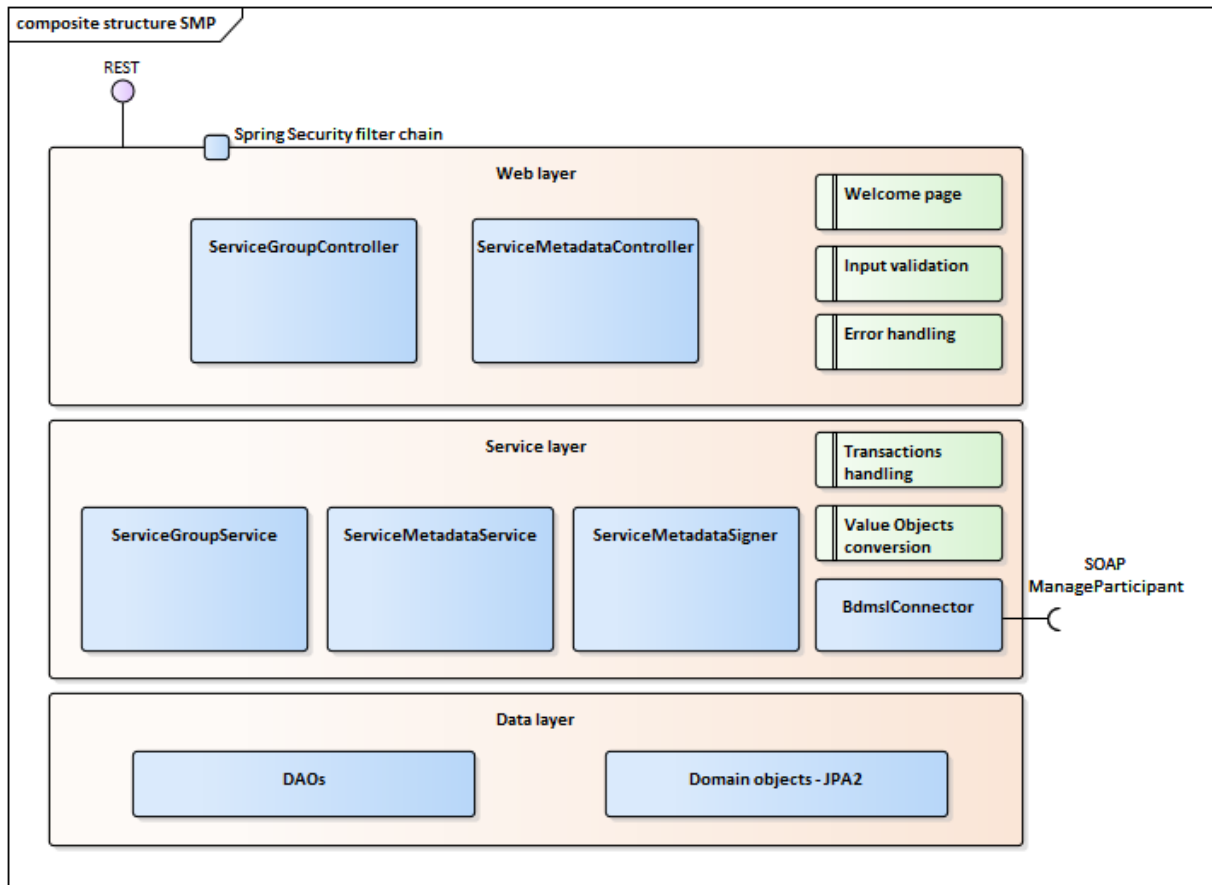 composite structure SMP
REST
Spring Security filter chain
Web layer
Welcome page
ServiceGroupController
ServiceMetadataController
Input validation
Error handling
Service layer
Transactions
handling
ServiceGroupService
ServiceMetadataService
ServiceMetadataSigner
Value Objects
conversion
SOAP
ManageParticipant
BdmslConnector
Data layer
DAOs
Domain objects - JPA2